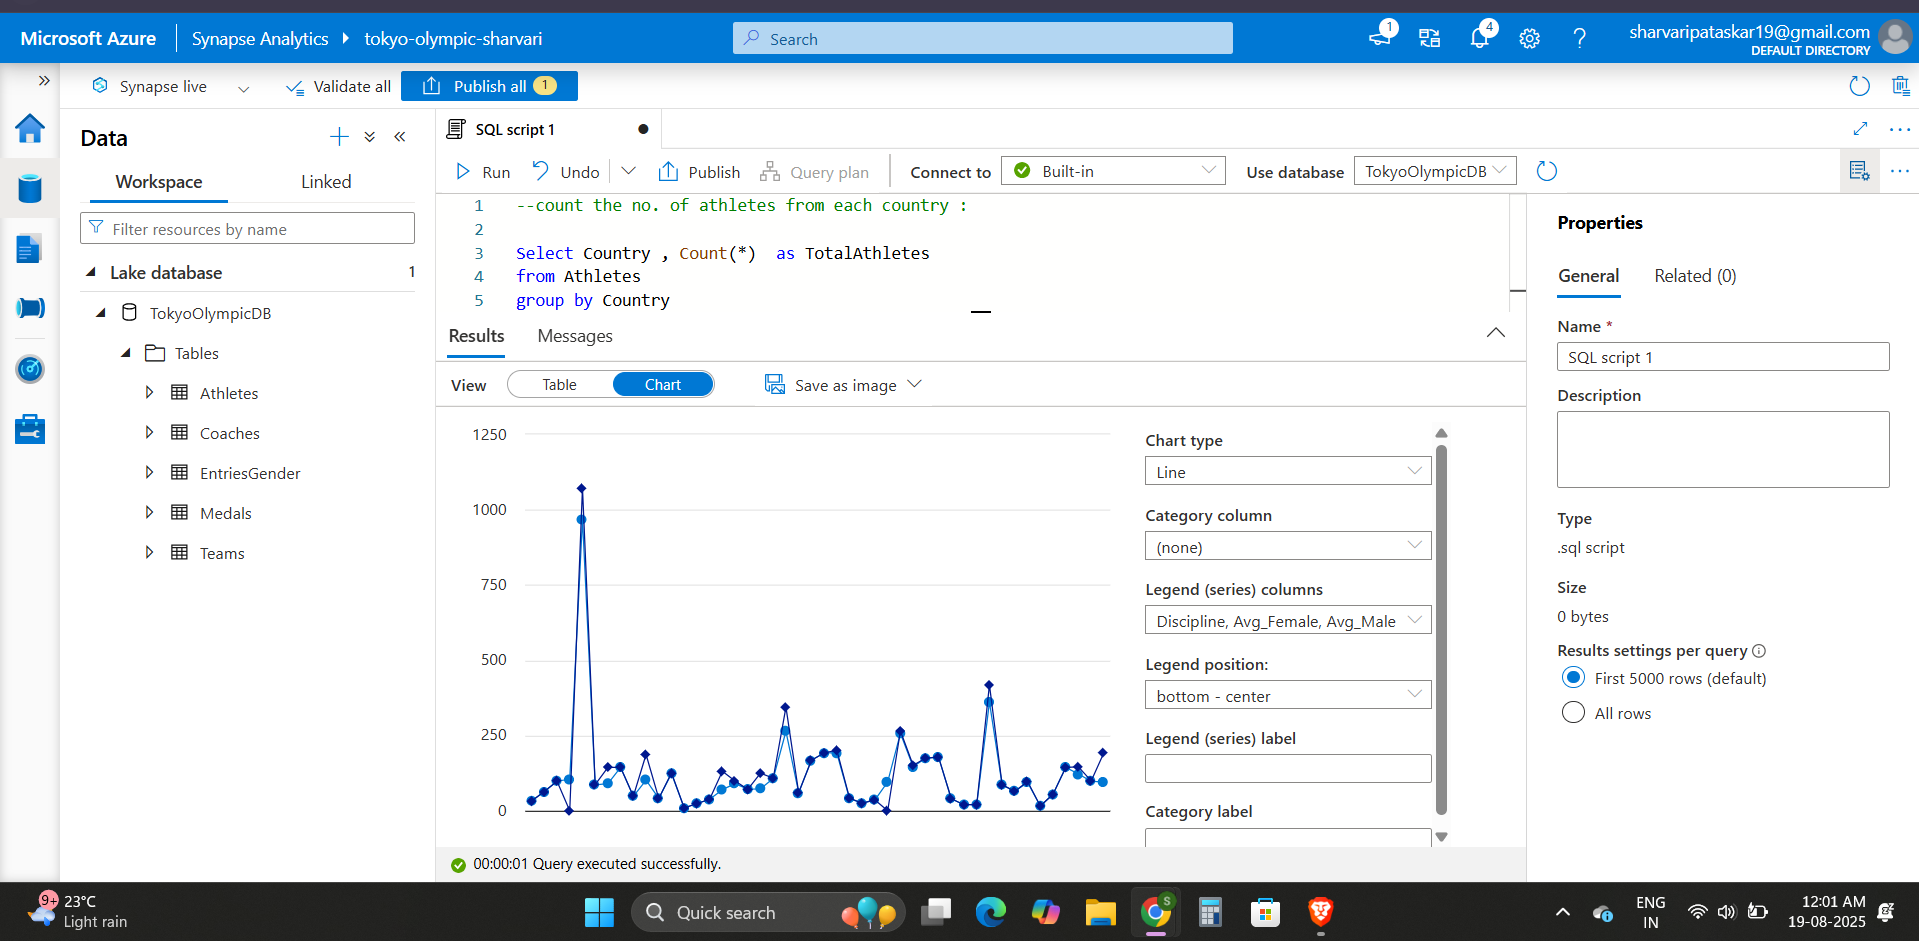 Microsoft Azure
Synapse Analytics
tokyo-olympic-sharvari
Search
1
4
?
sharvaripataskar19@gmail.com
DEFAULT DIRECTORY
Synapse live
Validate all
Publish all 1
Data
Workspace
Linked
Filter resources by name
Lake database 1
TokyoOlympicDB
Tables
Athletes
Coaches
EntriesGender
Medals
Teams
SQL script 1
Run
Undo
Publish
Query plan
Connect to
Built-in
Use database
TokyoOlympicDB
1 --count the no. of athletes from each country :
2
3 Select Country , Count(*)  as TotalAthletes
4 from Athletes
5 group by Country
Results
Messages
View
Table
Chart
Save as image
1250
1000
750
500
250
0
Chart type
Line
Category column
(none)
Legend (series) columns
Discipline, Avg_Female, Avg_Male
Legend position:
bottom - center
Legend (series) label
Category label
00:00:01 Query executed successfully.
Properties
General
Related (0)
Name *
SQL script 1
Description
Type
.sql script
Size
0 bytes
Results settings per query
First 5000 rows (default)
All rows
9+
23°C
Light rain
Quick search
S
ENG
IN
12:01 AM
19-08-2025